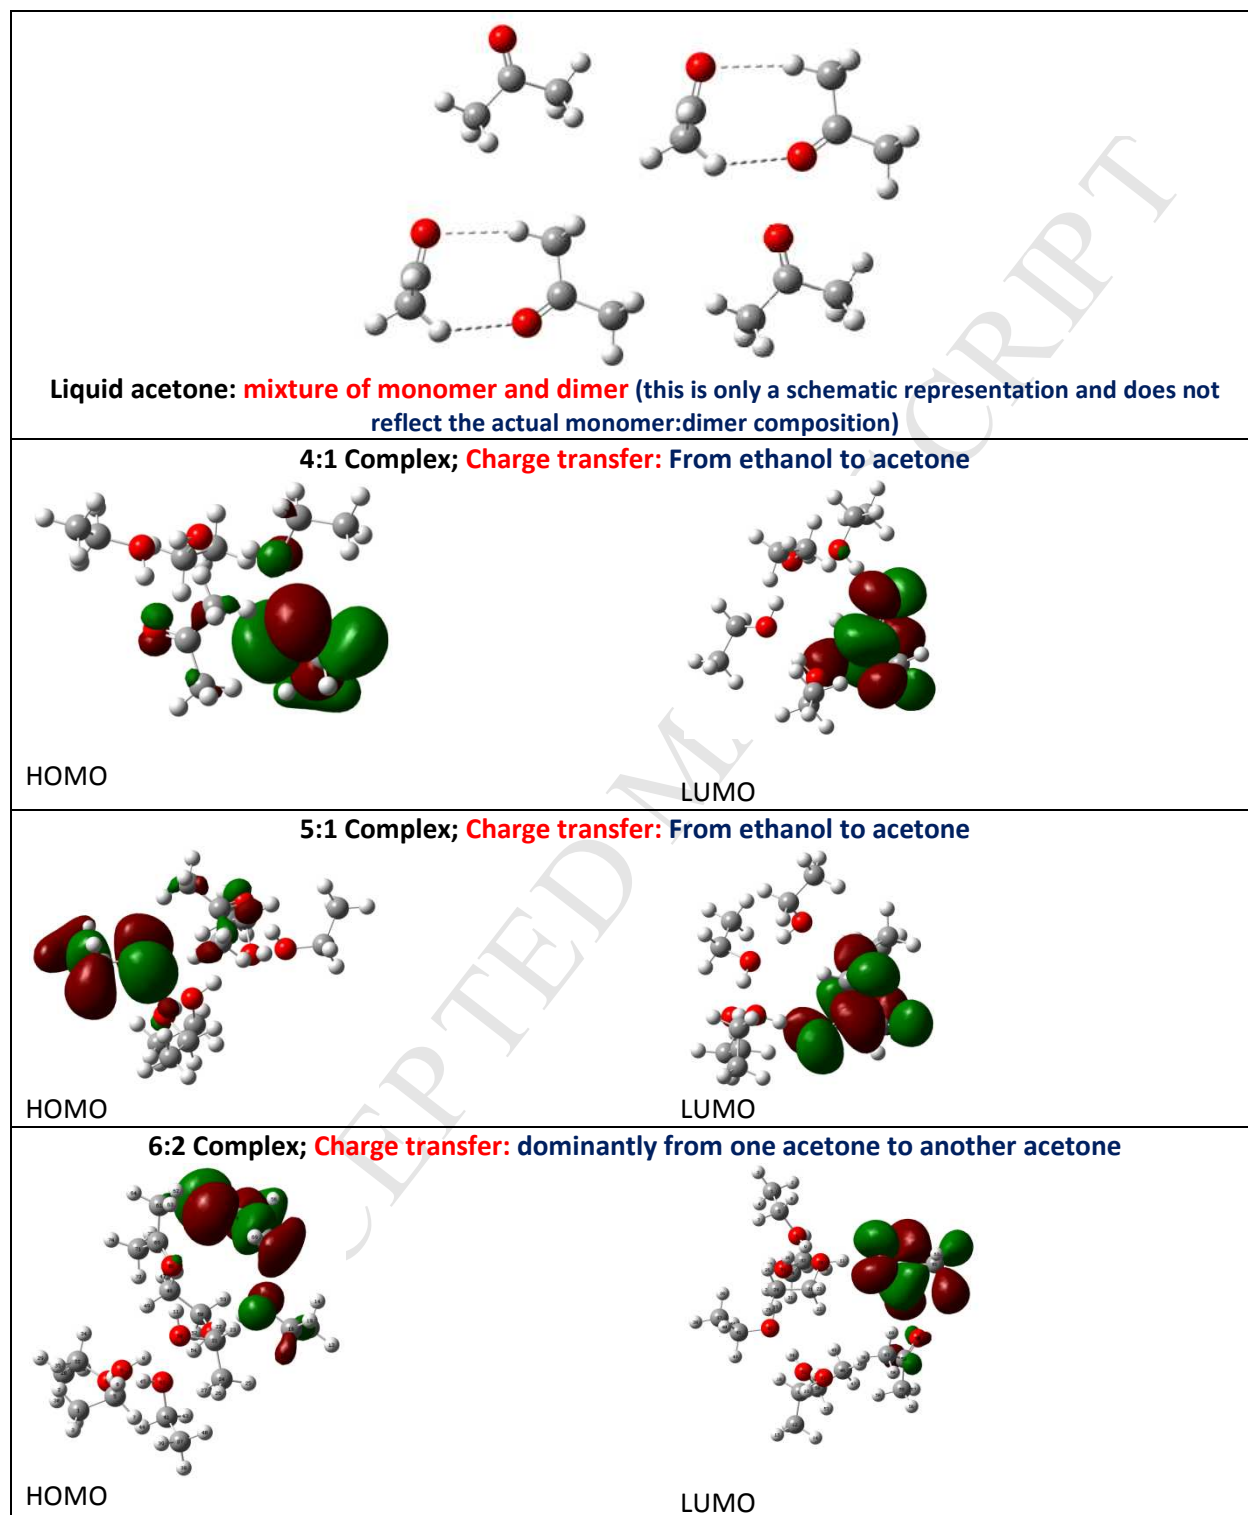 Liquid acetone: mixture of monomer and dimer (this is only a schematic representation and does not
reflect the actual monomer:dimer composition)
4:1 Complex; Charge transfer: From ethanol to acetone
HOMO
LUMO
5:1 Complex; Charge transfer: From ethanol to acetone
HOMO
LUMO
6:2 Complex; Charge transfer: dominantly from one acetone to another acetone
HOMO
LUMO
CEPTED M
CRIPT